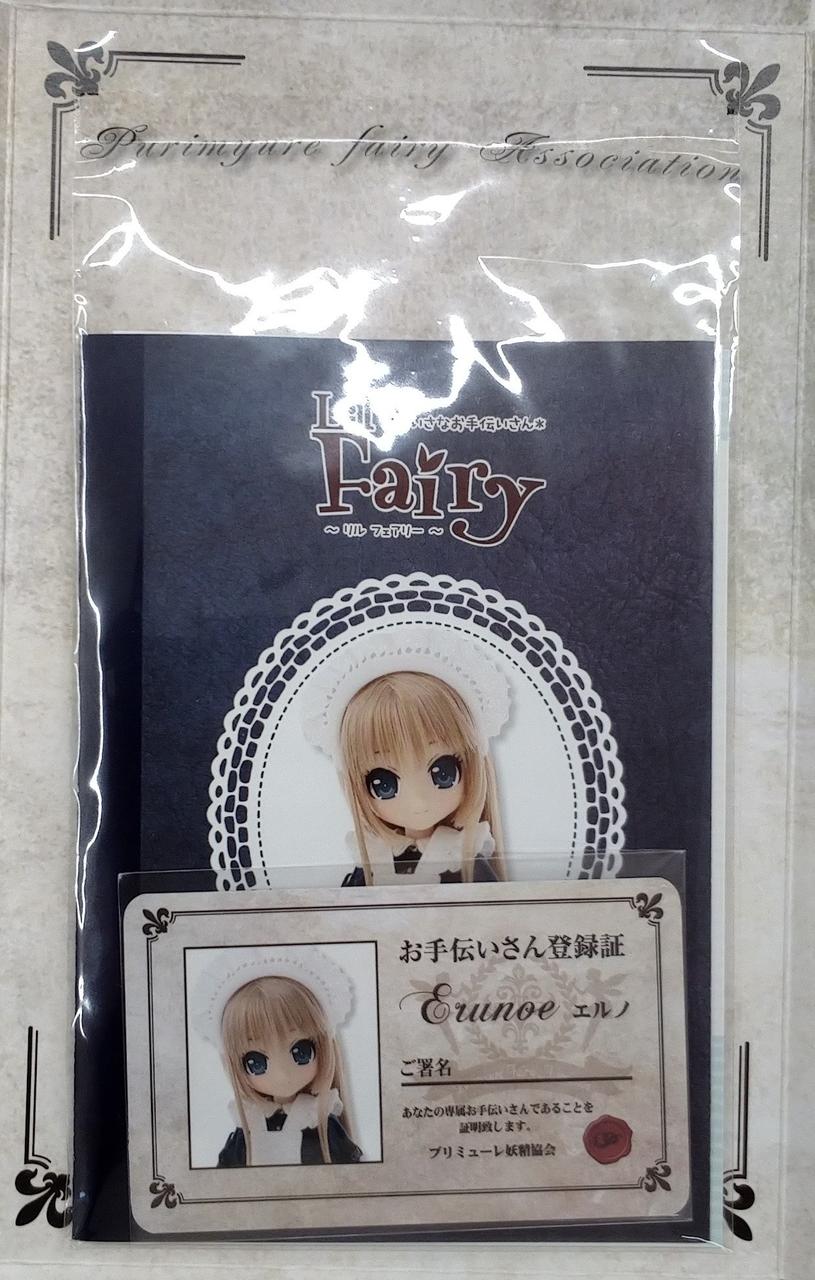 Purimyure fairy Association
さなお手伝いさん*
Fairy
～ リル フェアリー ～
お手伝いさん登録証
Erunoe エルノ
ご署名
あなたの専属お手伝いさんであることを
証明致します。
プリミューレ妖精協会